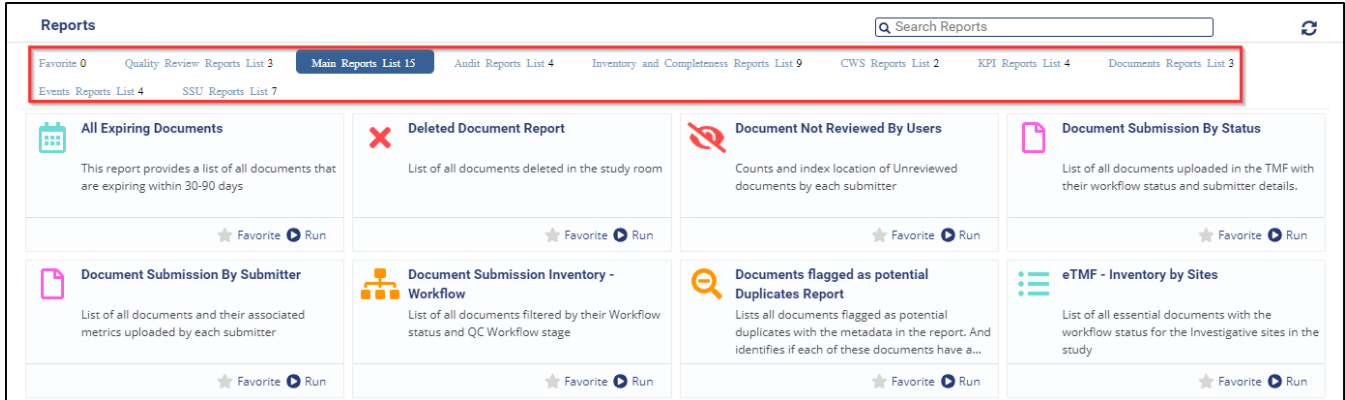 Reports
Search Reports
Favorite 0 Quality Review Reports List 3 Main Reports List 15 Audit Reports List 4 Inventory and Completeness Reports List 9 CWS Reports List 2 KPI Reports List 4 Documents Reports List 3
Events Reports List 4 SSU Reports List 7
All Expiring Documents
This report provides a list of all documents that
are expiring within 30-90 days
Favorite Run
Deleted Document Report
List of all documents deleted in the study room
Favorite Run
Document Not Reviewed By Users
Counts and index location of Unreviewed
documents by each submitter
Favorite Run
Document Submission By Status
List of all documents uploaded in the TMF with
their workflow status and submitter details.
Favorite Run
Document Submission By Submitter
List of all documents and their associated
metrics uploaded by each submitter
Favorite Run
Document Submission Inventory -
Workflow
List of all documents filtered by their Workflow
status and QC Workflow stage
Favorite Run
Documents flagged as potential
Duplicates Report
Lists all documents flagged as potential
duplicates with the metadata in the report. And
identifies if each of these documents have a...
Favorite Run
eTMF - Inventory by Sites
List of all essential documents with the
workflow status for the Investigative sites in the
study
Favorite Run